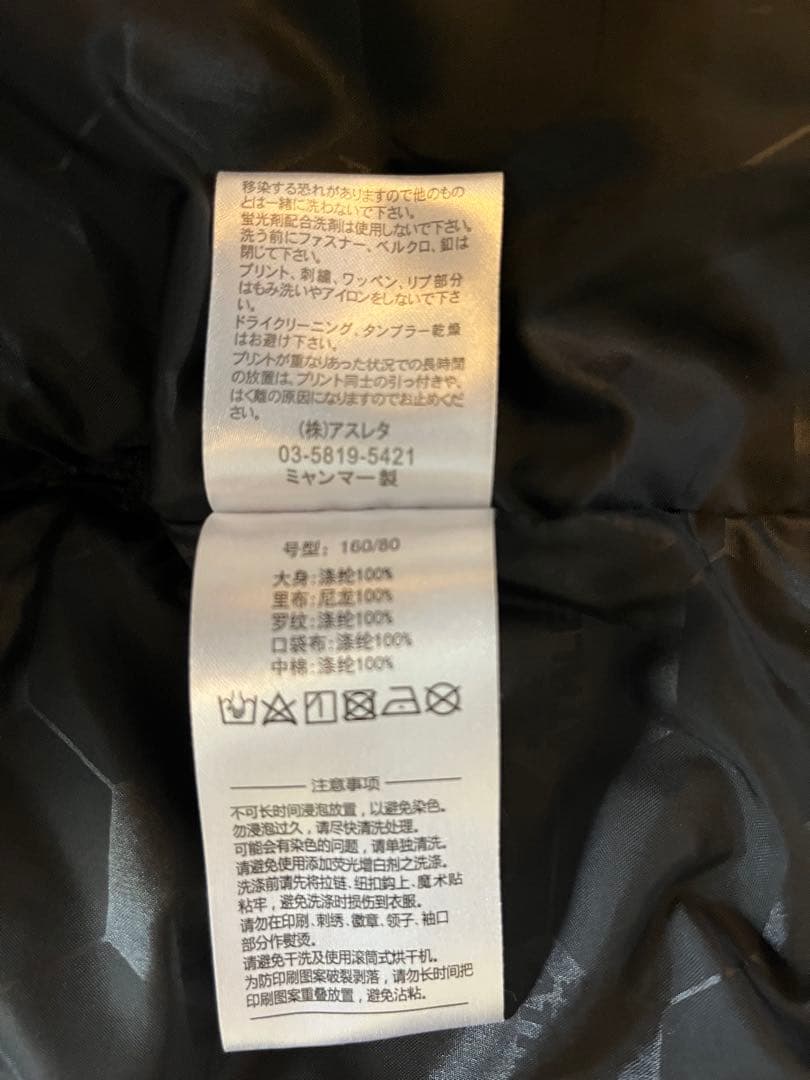 移染する恐れがありますので他のもの
とは一緒に洗わないで下さい。
蛍光剤配合洗剤は使用しないで下さい。
洗う前にファスナー、ベルクロ、釦は
閉じて下さい。
プリント、刺繍、ワッペン、リブ部分
はもみ洗いやアイロンをしないで下さ
い。
ドライクリーニング、タンブラー乾燥
はお避け下さい。
プリントが重なりあった状況での長時間
の放置は、プリント同士の引っ付きや、
はく離の原因になりますのでお止めくだ
さい。
(株)アスレタ
03-5819-5421
ミャンマー製
号型：160/80
大身:涤纶100%
里布:尼龙100%
罗纹:涤纶100%
口袋布:涤纶100%
中棉:涤纶100%
注意事项
不可长时间浸泡放置，以避免染色。
勿浸泡过久，请尽快清洗处理。
可能会有染色的问题，请单独清洗。
请避免使用添加荧光增白剂之洗涤。
洗涤前请先将拉链、纽扣鈎上、魔术贴
粘牢，避免洗涤时损伤到衣服。
请勿在印刷、刺绣、徽章、领子、袖口
部分作熨烫。
请避免干洗及使用滚筒式烘干机。
为防印刷图案破裂剥落，请勿长时间把
印刷图案重叠放置，避免沾粘。